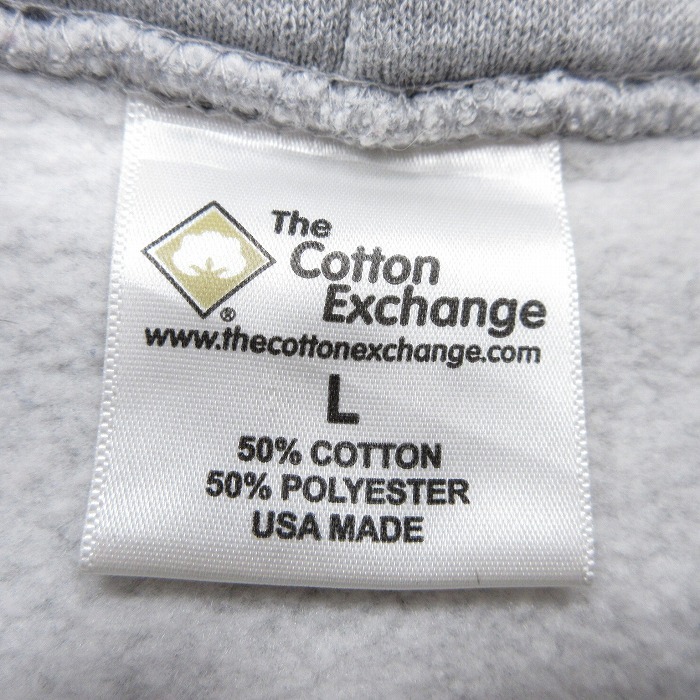 The
Cotton
Exchange
®
www.thecottonexchange.com
L
50% COTTON
50% POLYESTER
USA MADE